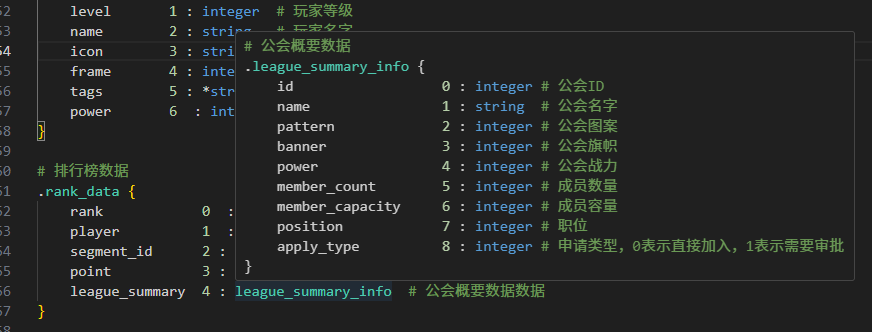 52 level 1 : integer # 玩家等级
53 name 2 : string # 玩家名字
54 icon 3 : stri
55 frame 4 : inte
56 tags 5 : *str
57 power 6 : int
58 }
59
60 # 排行榜数据
61 .rank_data {
62 rank 0 :
63 player 1 :
64 segment_id 2 :
65 point 3 :
66 league_summary 4 : league_summary_info # 公会概要数据数据
67 }
68
# 公会概要数据
.league_summary_info {
id 0 : integer # 公会ID
name 1 : string # 公会名字
pattern 2 : integer # 公会图案
banner 3 : integer # 公会旗帜
power 4 : integer # 公会战力
member_count 5 : integer # 成员数量
member_capacity 6 : integer # 成员容量
position 7 : integer # 职位
apply_type 8 : integer # 申请类型，0表示直接加入，1表示需要审批
}